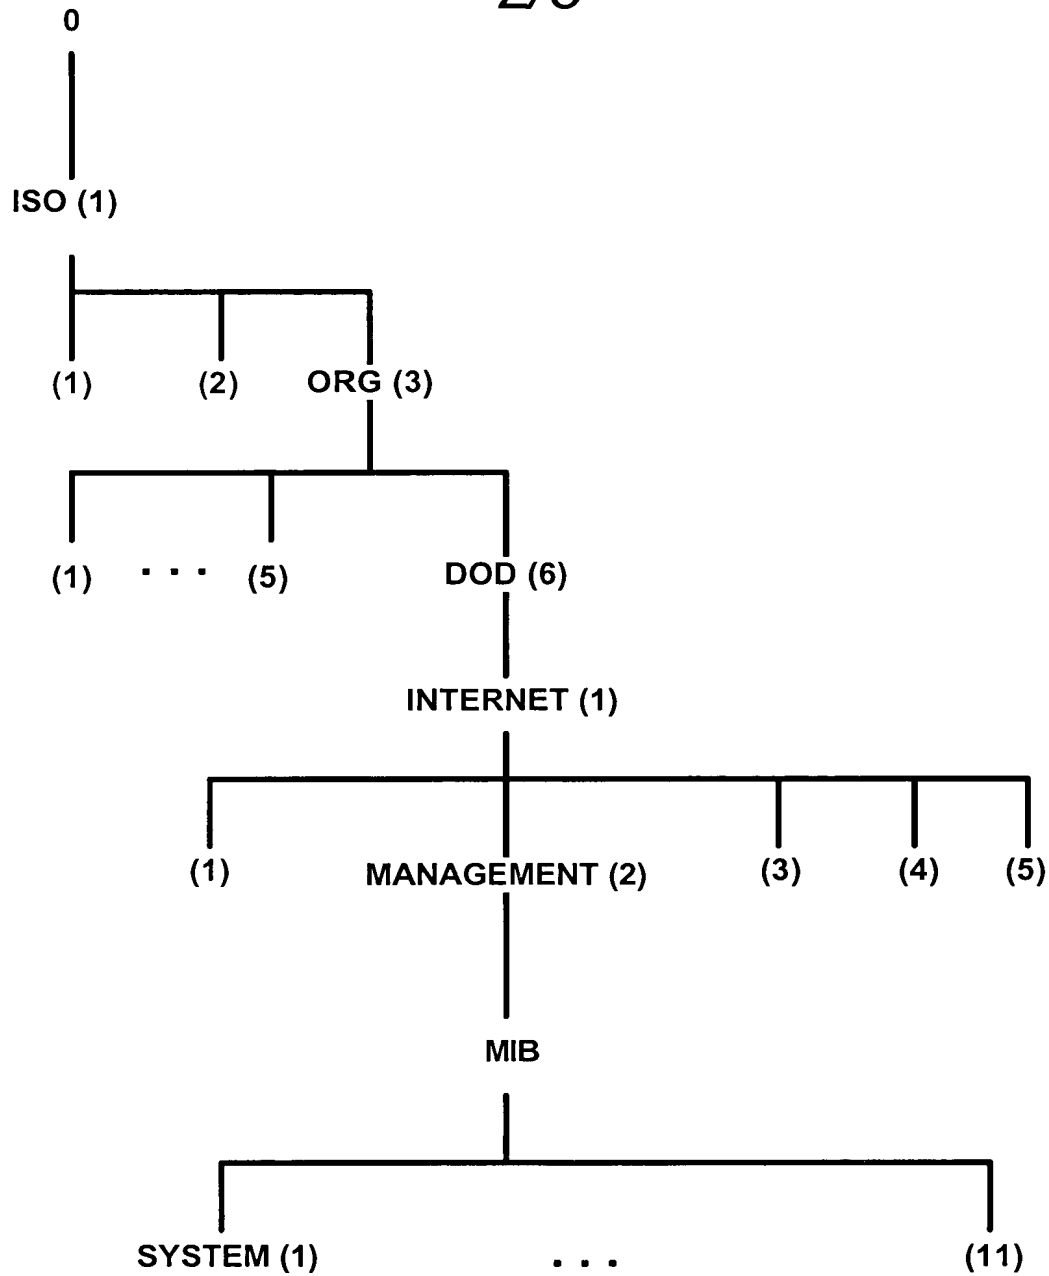 0
ISO (1)
(1) (2) ORG (3)
(1) ... (5) DOD (6)
INTERNET (1)
(1) MANAGEMENT (2) (3) (4) (5)
MIB
SYSTEM (1) ... (11)